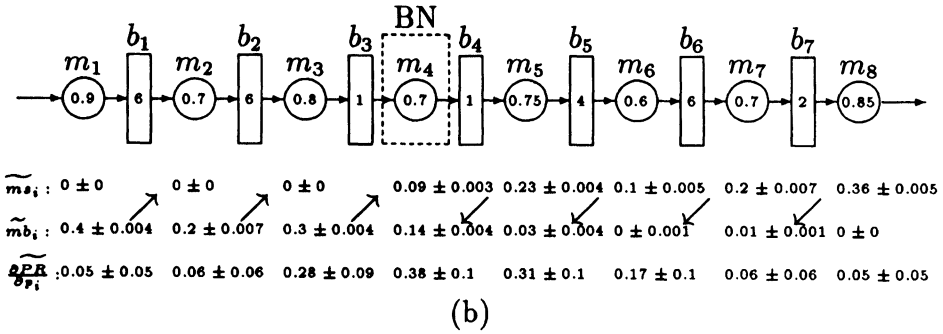 BN
b₁ b₂ b₃ b₄ b₅ b₆ b₇
m₁ m₂ m₃ m₄ m₅ m₆ m₇ m₈
0.9 6 0.7 6 0.8 1 0.7 1 0.75 4 0.6 6 0.7 2 0.85
m̃sᵢ : 0 ± 0 0 ± 0 0 ± 0 0.09 ± 0.003 0.23 ± 0.004 0.1 ± 0.005 0.2 ± 0.007 0.36 ± 0.005
m̃bᵢ : 0.4 ± 0.004 0.2 ± 0.007 0.3 ± 0.004 0.14 ± 0.004 0.03 ± 0.004 0 ± 0.001 0.01 ± 0.001 0 ± 0
∂P̃R/∂pᵢ : 0.05 ± 0.05 0.06 ± 0.06 0.28 ± 0.09 0.38 ± 0.1 0.31 ± 0.1 0.17 ± 0.1 0.06 ± 0.06 0.05 ± 0.05
(b)